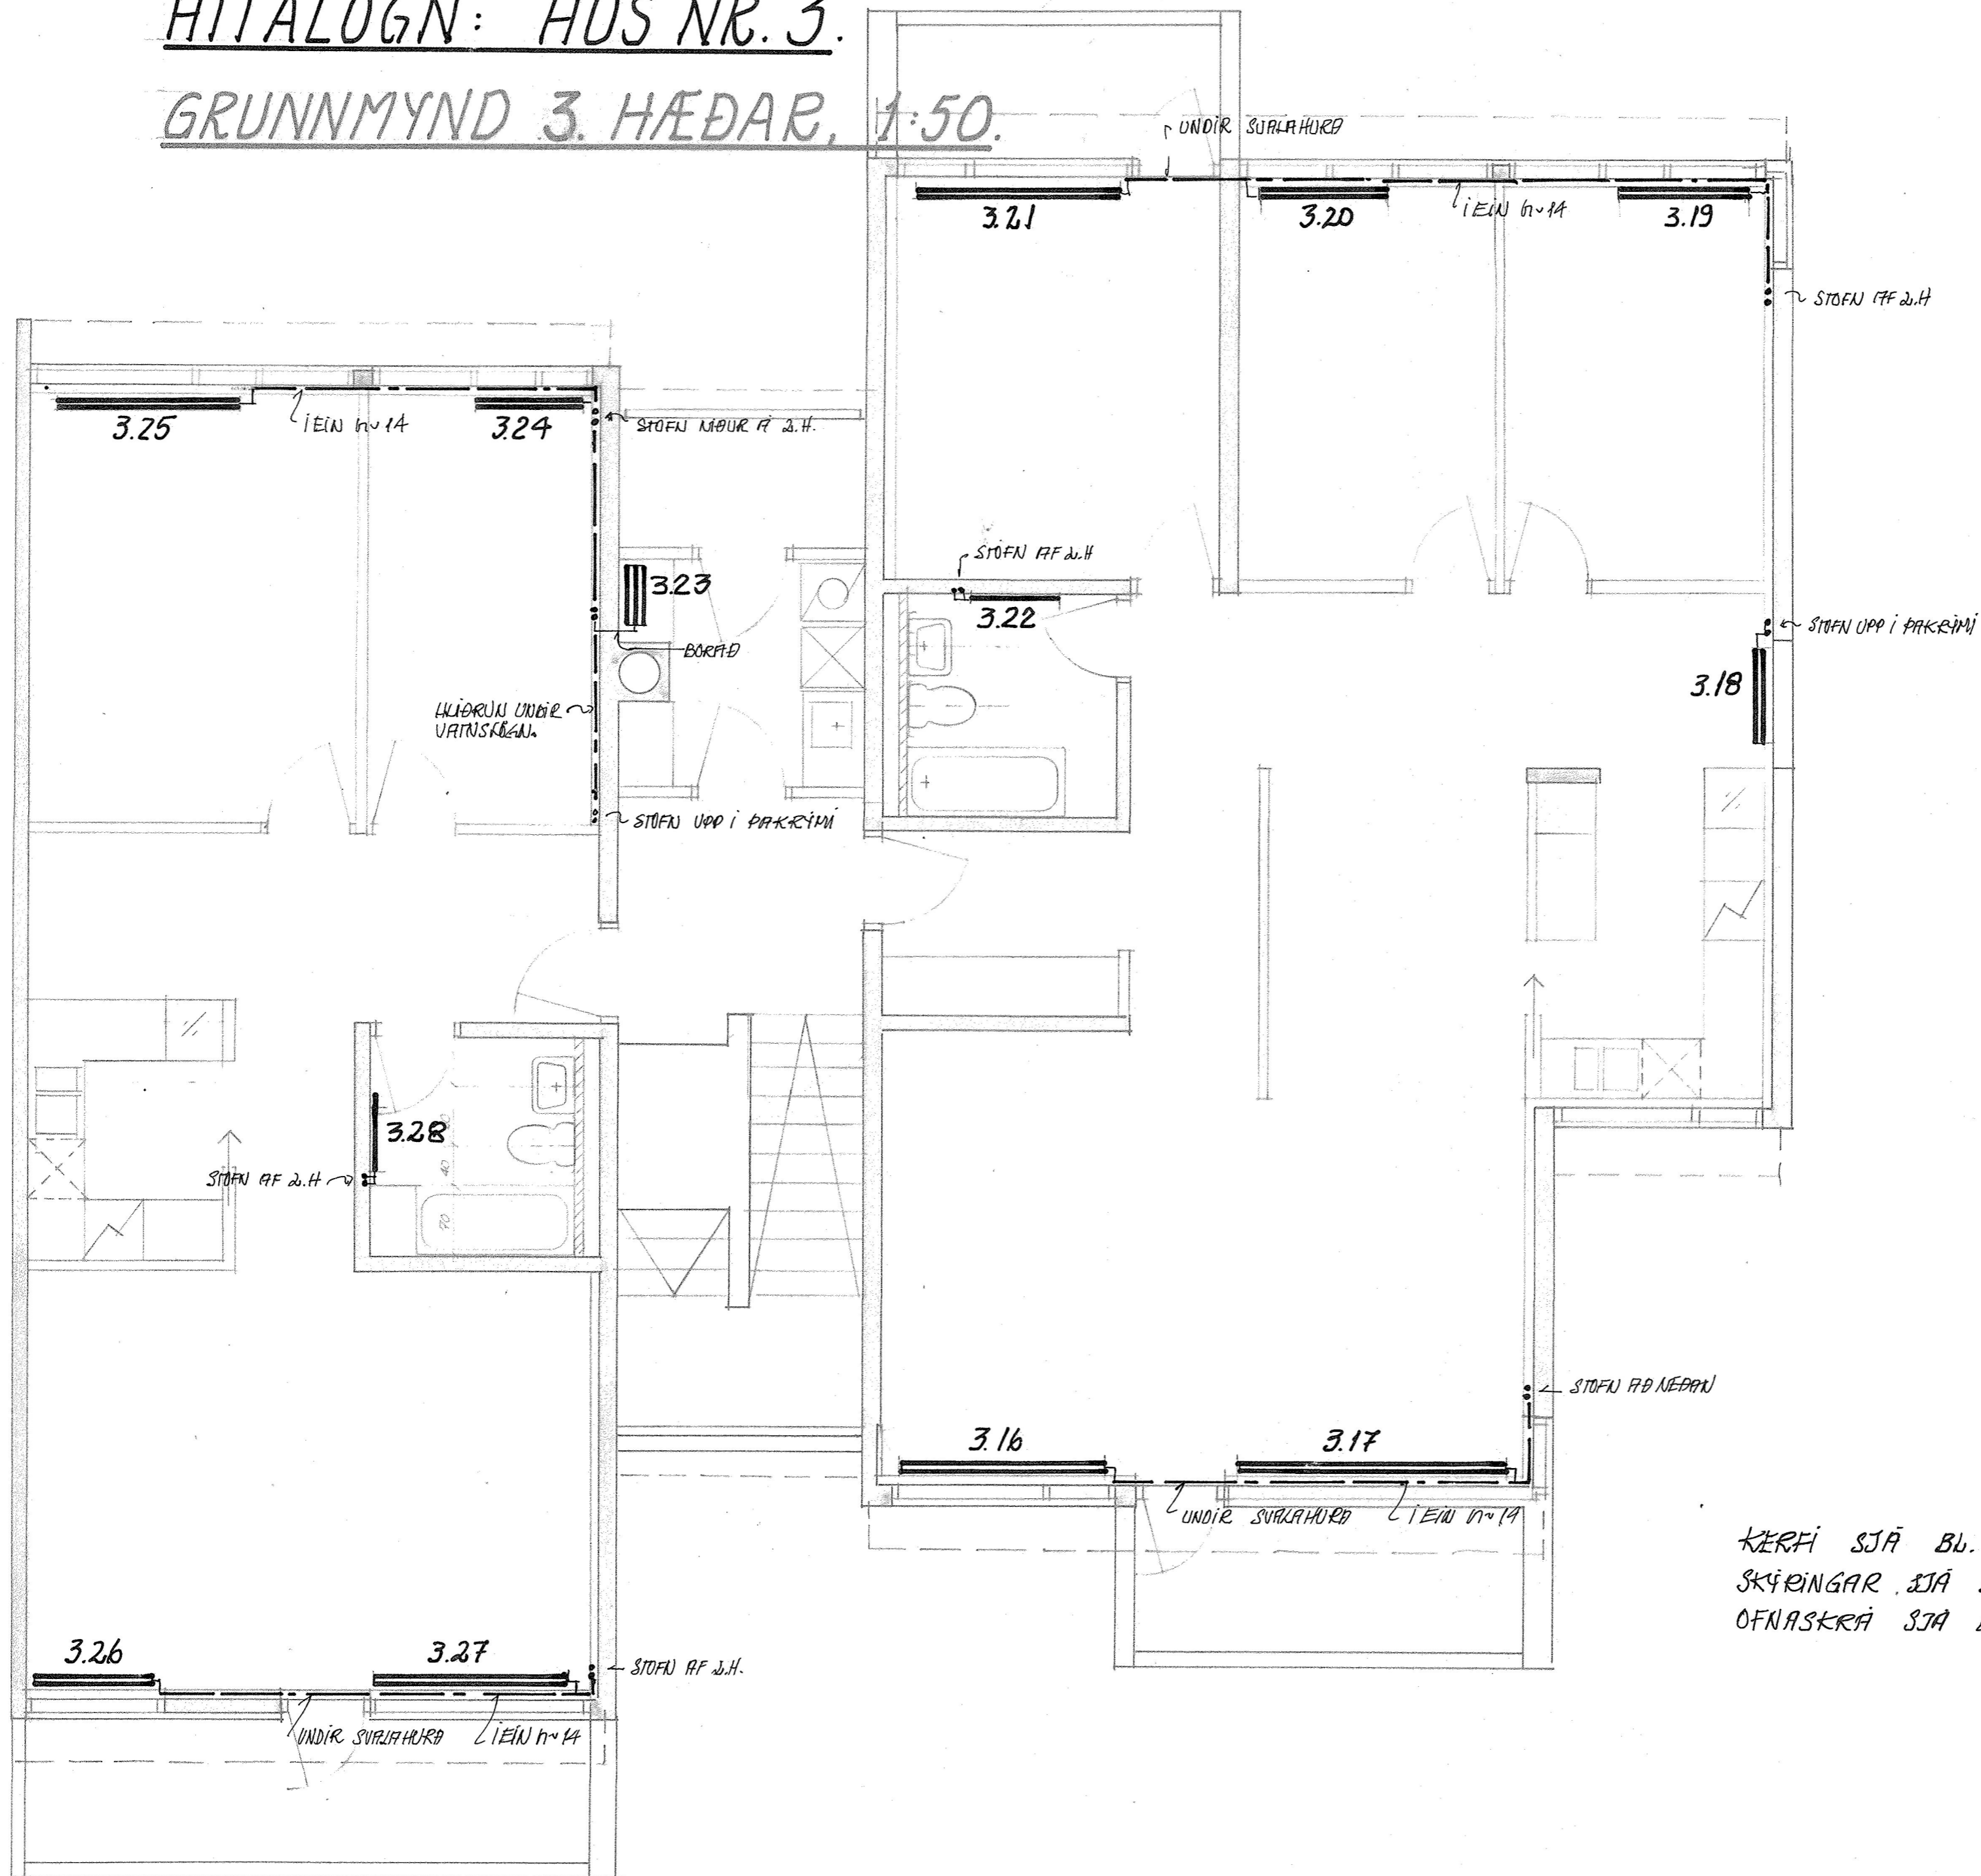 HITALÖGN: HÚS NR. 3.
GRUNNMYND 3. HÆÐAR, 1:50.
UNDIR SVALAHURÐ
3.21
3.20
Í EIN h~14
3.19
STOFN AF 2.H
3.25
Í EIN h~14
3.24
STOFN NIÐUR Á 2.H.
STOFN AF 2.H
3.23
3.22
STOFN UPP Í ÞAKRÝMI
BORAÐ
3.18
HLIÐRUN UNDIR
VATNSLÖGN.
STOFN UPP Í ÞAKRÝMI
3.28
40
STOFN AF 2.H
70
STOFN AÐ NEÐAN
3.16
3.17
UNDIR SVALAHURÐ
Í EIN h~14
KERFI SJÁ BL.
SKÝRINGAR SJÁ
OFNASKRÁ SJÁ
3.26
3.27
STOFN AF 2.H.
UNDIR SVALAHURÐ
Í EIN h~14